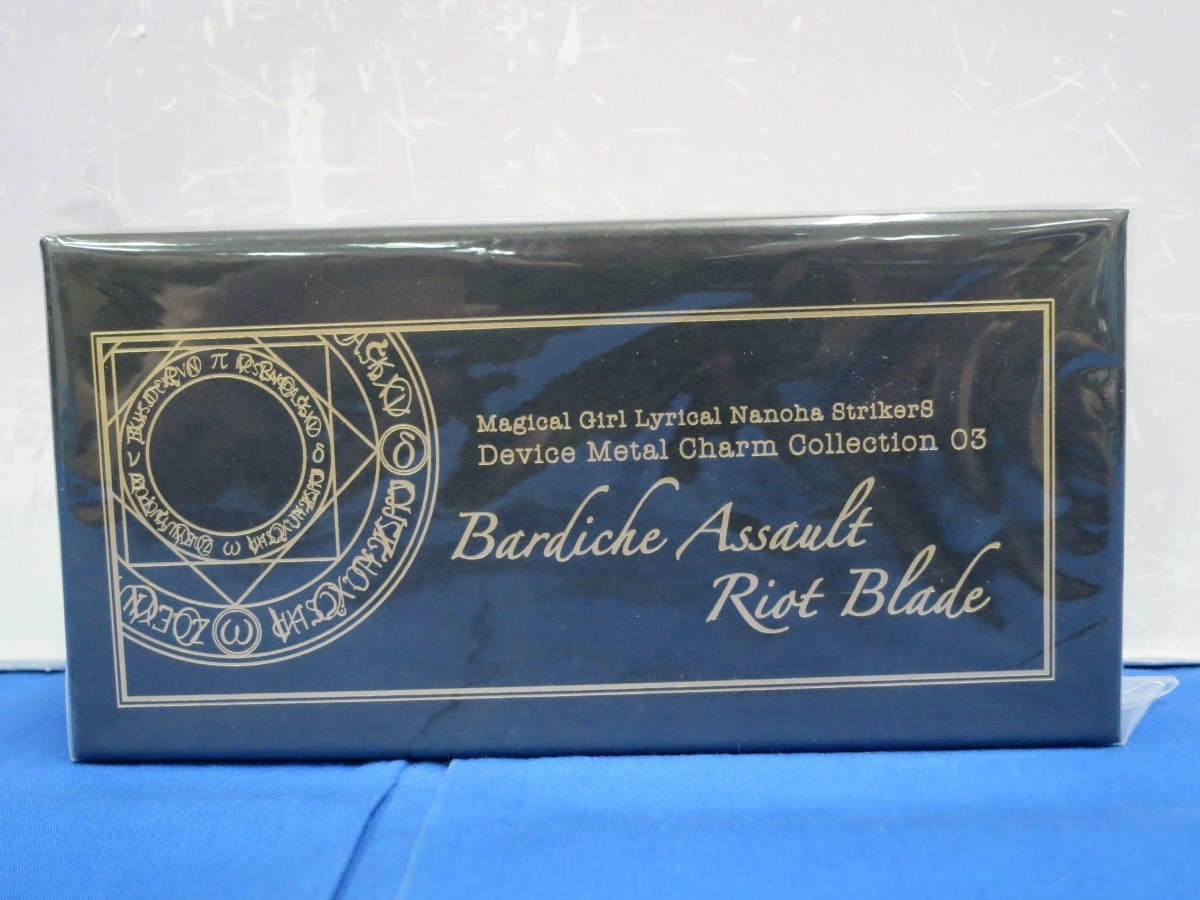 Magical Girl Lyrical Nanoha StrikerS
Device Metal Charm Collection 03
Bardiche Assault
Riot Blade